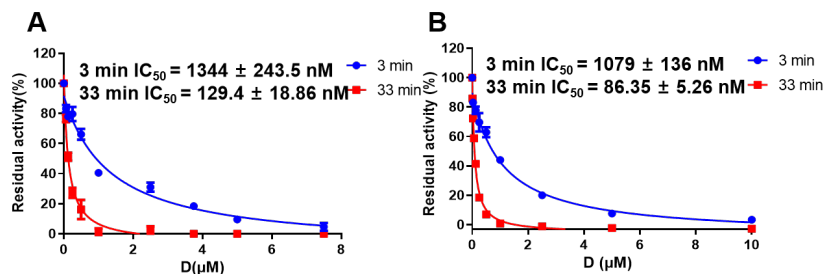 A
120
100
80
60
40
20
0
Residual activity(%)
3 min IC50 = 1344 ± 243.5 nM
33 min IC50 = 129.4 ± 18.86 nM
3 min
33 min
0 2 4 6 8
D(µM)
B
120
100
80
60
40
20
0
Residual activity (%)
3 min IC50 = 1079 ± 136 nM
33 min IC50 = 86.35 ± 5.26 nM
3 min
33 min
0 2 4 6 8 10
D (µM)